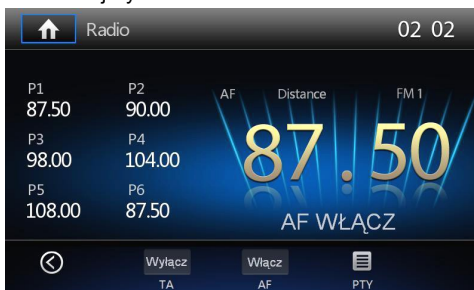 Radio 02 02
P1 P2
87.50 90.00
AF Distance FM 1
P3 P4
98.00 104.00
87.50
P5 P6
108.00 87.50
AF WŁĄCZ
Wyłącz Włącz
TA AF PTY